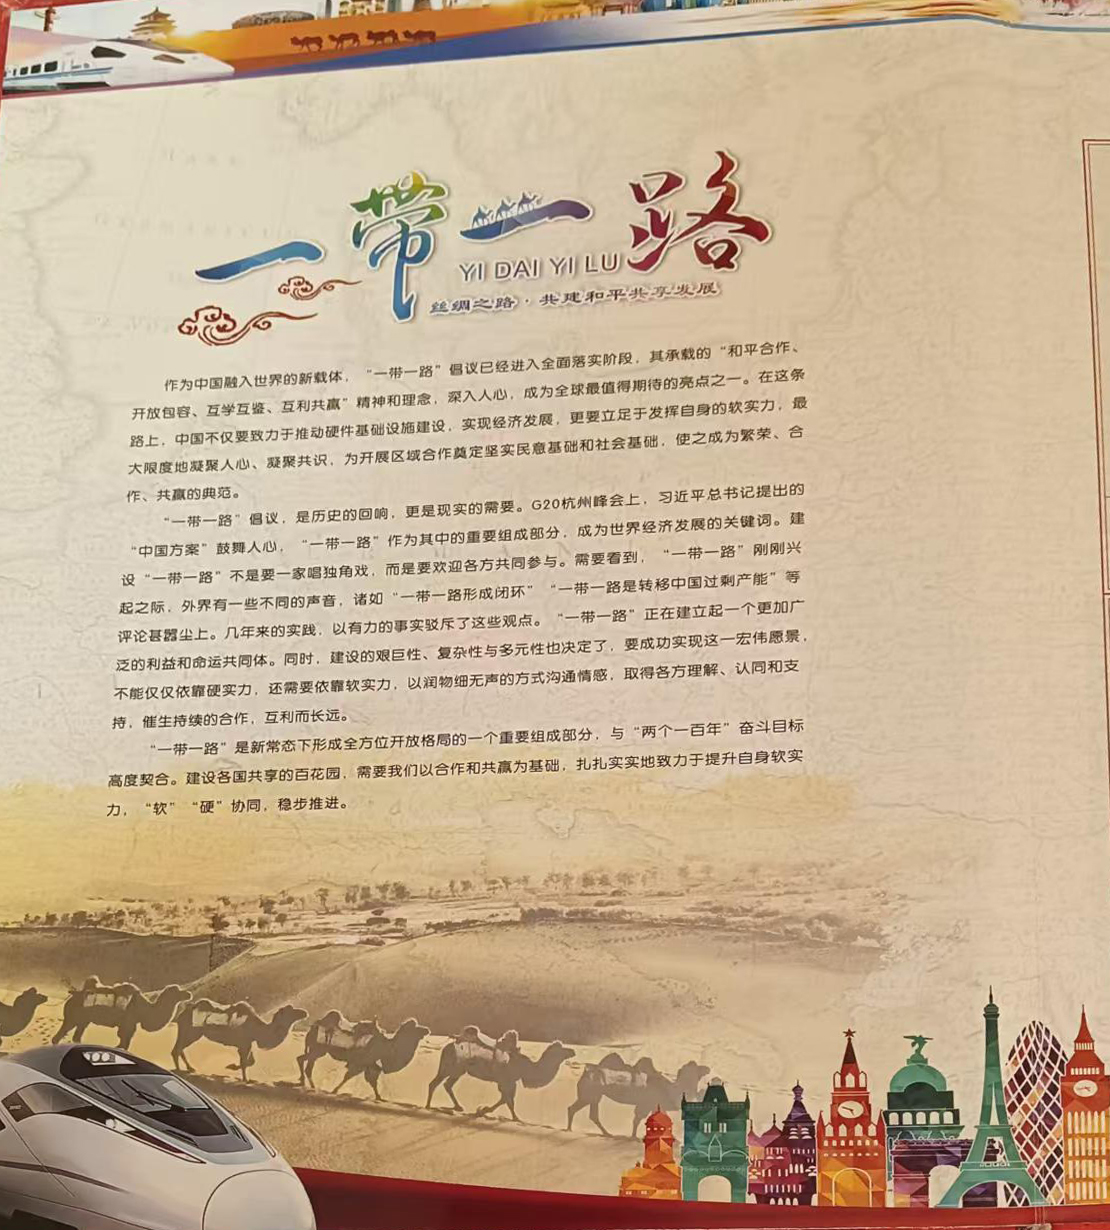 一带一路
YI DAI YI LU
丝绸之路·共建和平共享发展
作为中国融入世界的新载体，“一带一路”倡议已经进入全面落实阶段，其承载的“和平合作、
开放包容、互学互鉴、互利共赢”精神和理念，深入人心，成为全球最值得期待的亮点之一。在这条
路上，中国不仅要致力于推动硬件基础设施建设，实现经济发展，更要立足于发挥自身的软实力，最
大限度地凝聚人心、凝聚共识，为开展区域合作奠定坚实民意基础和社会基础，使之成为繁荣、合
作、共赢的典范。
“一带一路”倡议，是历史的回响，更是现实的需要。G20杭州峰会上，习近平总书记提出的
“中国方案”鼓舞人心，“一带一路”作为其中的重要组成部分，成为世界经济发展的关键词。建
设“一带一路”不是要一家唱独角戏，而是要欢迎各方共同参与。需要看到，“一带一路”刚刚兴
起之际，外界有一些不同的声音，诸如“一带一路形成闭环”“一带一路是转移中国过剩产能”等
评论甚嚣尘上。几年来的实践，以有力的事实驳斥了这些观点。“一带一路”正在建立起一个更加广
泛的利益和命运共同体。同时，建设的艰巨性、复杂性与多元性也决定了，要成功实现这一宏伟愿景，
不能仅仅依靠硬实力，还需要依靠软实力，以润物细无声的方式沟通情感，取得各方理解、认同和支
持，催生持续的合作，互利而长远。
“一带一路”是新常态下形成全方位开放格局的一个重要组成部分，与“两个一百年”奋斗目标
高度契合。建设各国共享的百花园，需要我们以合作和共赢为基础，扎扎实实地致力于提升自身软实
力，“软”“硬”协同，稳步推进。